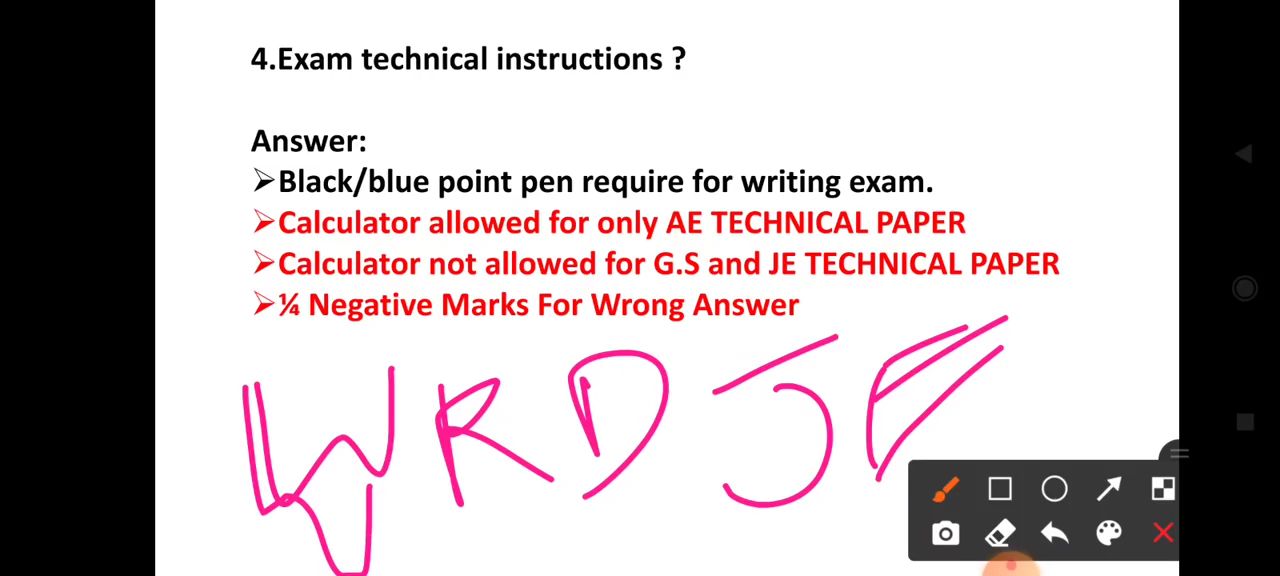 4.Exam technical instructions ?
Answer:
➢Black/blue point pen require for writing exam.
➢Calculator allowed for only AE TECHNICAL PAPER
➢Calculator not allowed for G.S and JE TECHNICAL PAPER
➢¼ Negative Marks For Wrong Answer
WRD JE